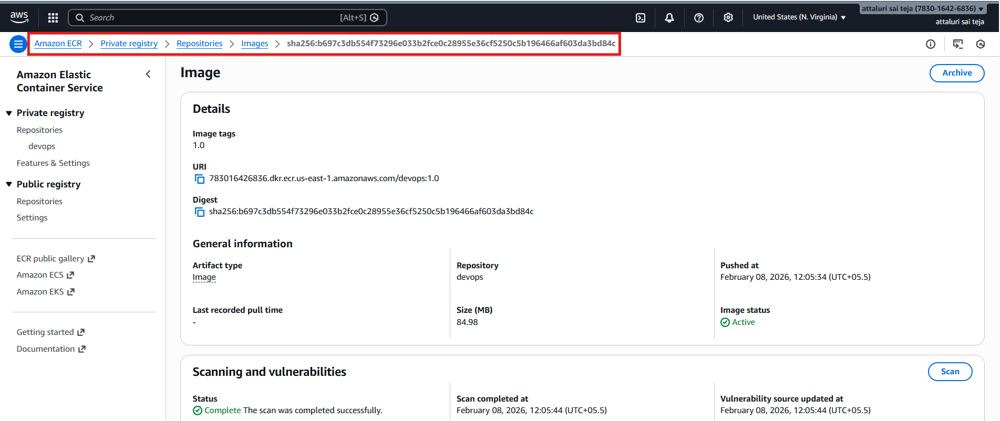 aws
Search
[Alt+S]
United States (N. Virginia)
attaluri sai teja (7830-1642-6836)
attaluri sai teja
Amazon ECR
Private registry
Repositories
Images
sha256:b697c3db554f73296e033b2fce0c28955e36cf5250c5b196466af603da3bd84c
Amazon Elastic
Container Service
Private registry
Repositories
devops
Features & Settings
Public registry
Repositories
Settings
ECR public gallery
Amazon ECS
Amazon EKS
Getting started
Documentation
Image
Archive
Details
Image tags
1.0
URI
783016426836.dkr.ecr.us-east-1.amazonaws.com/devops:1.0
Digest
sha256:b697c3db554f73296e033b2fce0c28955e36cf5250c5b196466af603da3bd84c
General information
Artifact type
Image
Repository
devops
Pushed at
February 08, 2026, 12:05:34 (UTC+05.5)
Last recorded pull time
-
Size (MB)
84.98
Image status
Active
Scanning and vulnerabilities
Scan
Status
Complete The scan was completed successfully.
Scan completed at
February 08, 2026, 12:05:44 (UTC+05.5)
Vulnerability source updated at
February 08, 2026, 12:05:44 (UTC+05.5)